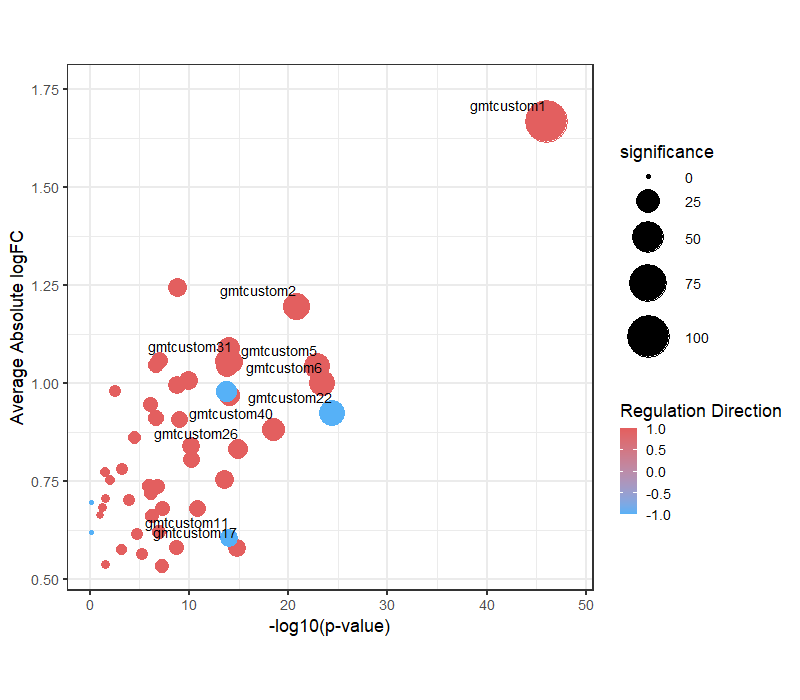 1.75
1.50
1.25
1.00
0.75
0.50
Average Absolute logFC
gmtcustom1
gmtcustom2
gmtcustom31
gmtcustom5
gmtcustom6
gmtcustom22
gmtcustom40
gmtcustom26
gmtcustom11
gmtcustom17
0 10 20 30 40 50
-log10(p-value)
significance
0
25
50
75
100
Regulation Direction
1.0
0.5
0.0
-0.5
-1.0